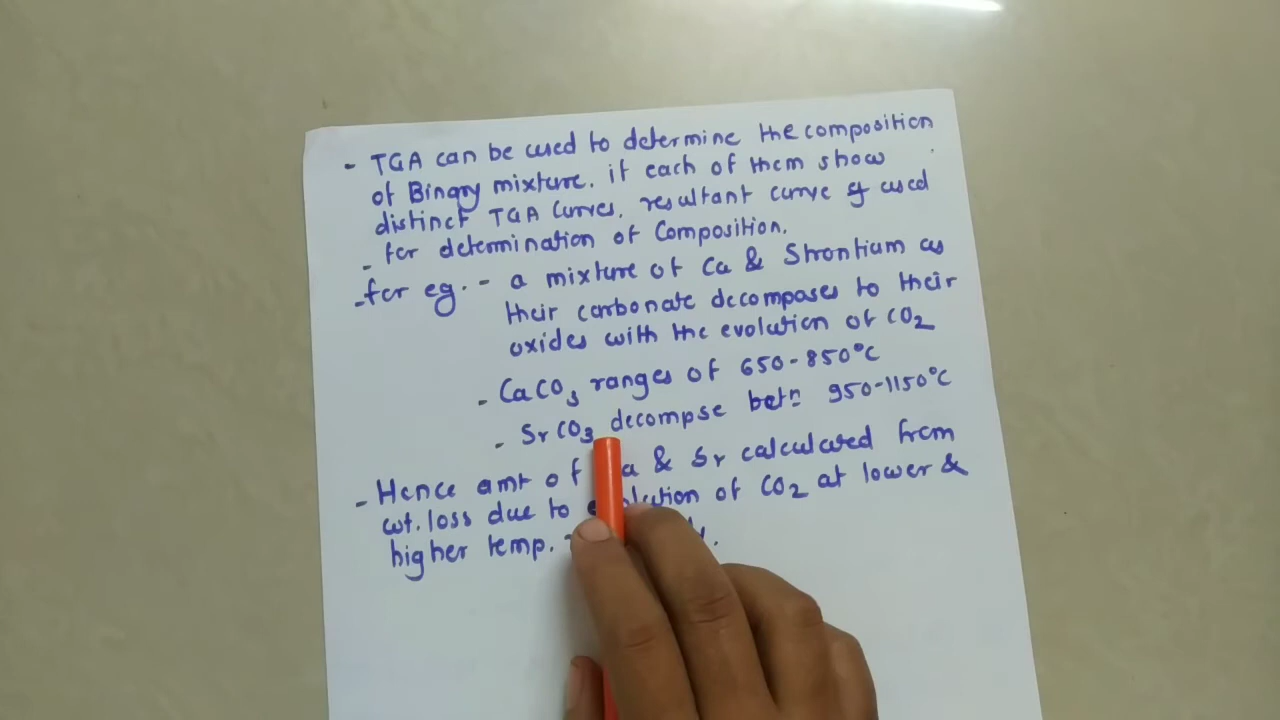 - TGA can be used to determine the composition
of Binary mixture. if each of them show
distinct TGA Curves. resultant curve used
- for determination of Composition.
- for eg. - a mixture of Ca & Strontium as
their carbonate decomposes to their
oxides with the evolution of CO2
- CaCO3 ranges of 650-850°C
- SrCO3 decompse betn 950-1150°C
- Hence amt of & Sr calculated from
wt. loss due to of CO2 at lower &
higher temp.